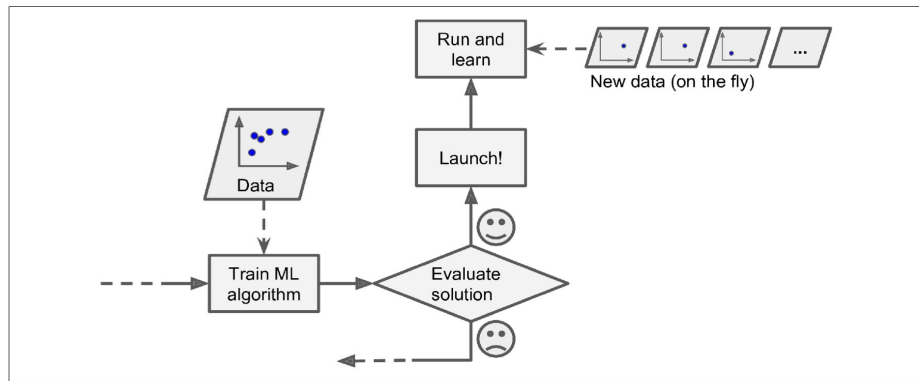 Run and
learn
...
New data (on the fly)
Launch!
Data
Train ML
algorithm
Evaluate
solution